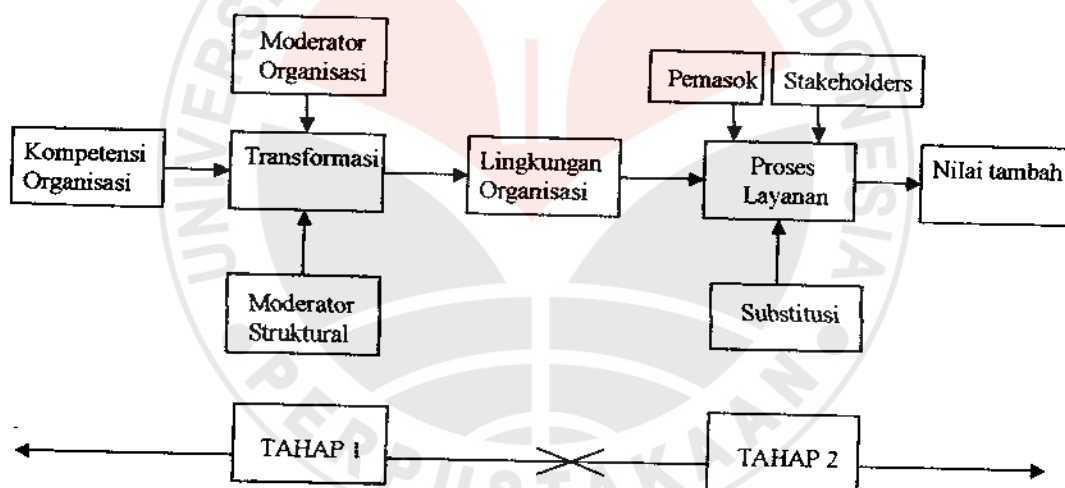 Moderator
Organisasi
Pemasok
Stakeholders
Kompetensi
Organisasi
Transformasi
Lingkungan
Organisasi
Proses
Layanan
Nilai tambah
Moderator
Struktural
Substitusi
TAHAP 1
TAHAP 2
PERPUSTAKAAN